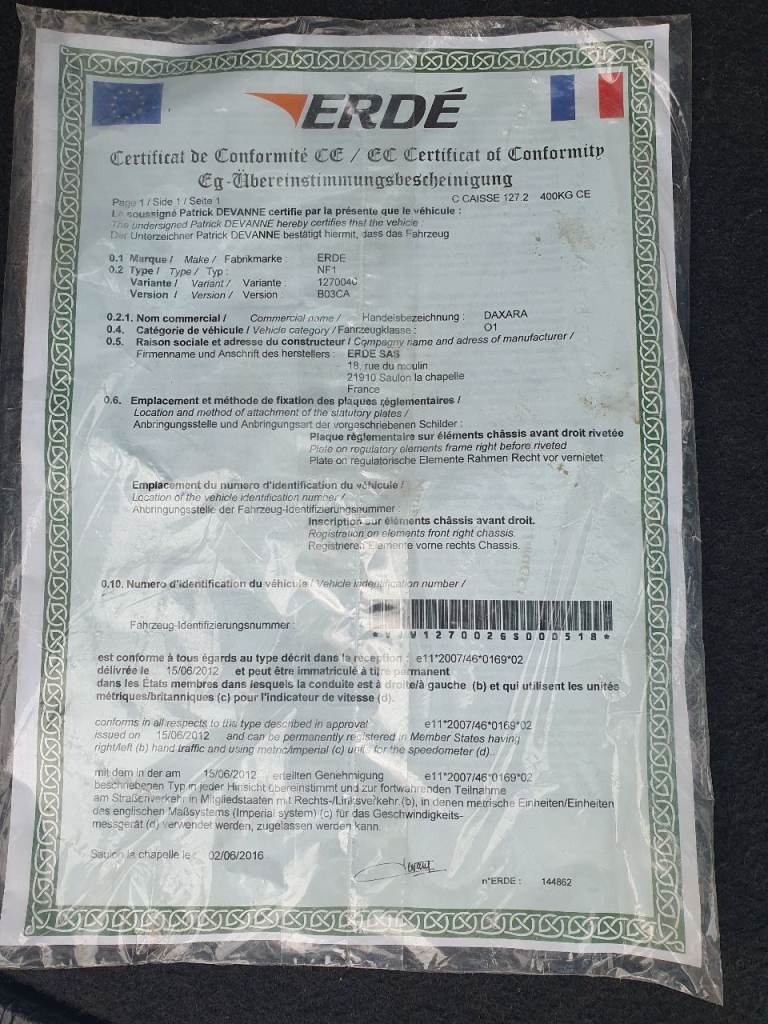 ERDÉ
Certificat de Conformité CE / EC Certificat of Conformity
Eg-Übereinstimmungsbescheinigung
Page 1 / Side 1 / Seite 1
C CAISSE 127.2 400KG CE
Le soussigné Patrick DEVANNE certifie par la présente que le véhicule :
The undersigned Patrick DEVANNE hereby certifies that the vehicle :
Der Unterzeichner Patrick DEVANNE bestätigt hiermit, dass das Fahrzeug
0.1 Marque / Make / Fabrikmarke : ERDE
0.2 Type / Type / Typ : NF1
Variante / Variant / Variante : 127004C
Version / Version / Version : B03CA
0.2.1. Nom commercial / Commercial name / Handelsbezeichnung : DAXARA
0.4. Catégorie de véhicule / Vehicle category / Fahrzeugklasse : O1
0.5. Raison sociale et adresse du constructeur / Compagny name and adress of manufacturer /
Firmenname und Anschrift des herstellers : ERDE SAS
18, rue du moulin
21910 Saulon la chapelle
France
0.6. Emplacement et méthode de fixation des plaques réglementaires /
Location and method of attachment of the statutory plates /
Anbringungsstelle und Anbringungsart der vorgeschriebenen Schilder :
Plaque règlementaire sur éléments châssis avant droit rivetée
Plate on regulatory elements frame right before riveted
Plate on regulatorische Elemente Rahmen Recht vor vernietet
Emplacement du numero d'identification du véhicule /
Location of the vehicle identification number /
Anbringungsstelle der Fahrzeug-Identifizierungsnummer :
Inscription sur éléments châssis avant droit.
Registration on elements front right chassis.
Registrieren Elemente vorne rechts Chassis.
0.10. Numero d'identification du véhicule / Vehicle indentification number /
Fahrzeug-Identifizierungsnummer :
W1270026S000518*
est conforme à tous égards au type décrit dans la réception : e11*2007/46*0169*02
délivrée le 15/06/2012 et peut être immatriculé à titre permanent
dans les États membres dans lesquels la conduite est à droite/à gauche (b) et qui utilisent les unités
métriques/britanniques (c) pour l'indicateur de vitesse (d).
conforms in all respects to the type described in approval e11*2007/46*0169*02
issued on 15/06/2012 and can be permanently registered in Member States having
right/left (b) hand traffic and using metric/imperial (c) units for the speedometer (d)..
mit dem in der am 15/06/2012 erteilten Genehmigung e11*2007/46*0169*02
beschriebenen Typ in jeder Hinsicht übereinstimmt und zur fortwährenden Teilnahme
am Straßenverkehr in Mitgliedstaaten mit Rechts-/Linksverkehr (b), in denen metrische Einheiten/Einheiten
des englischen Maßsystems (Imperial system) (c) für das Geschwindigkeits-
messgerät (d) verwendet werden, zugelassen werden kann.
Saulon la chapelle le : 02/06/2016
n°ERDE : 144862